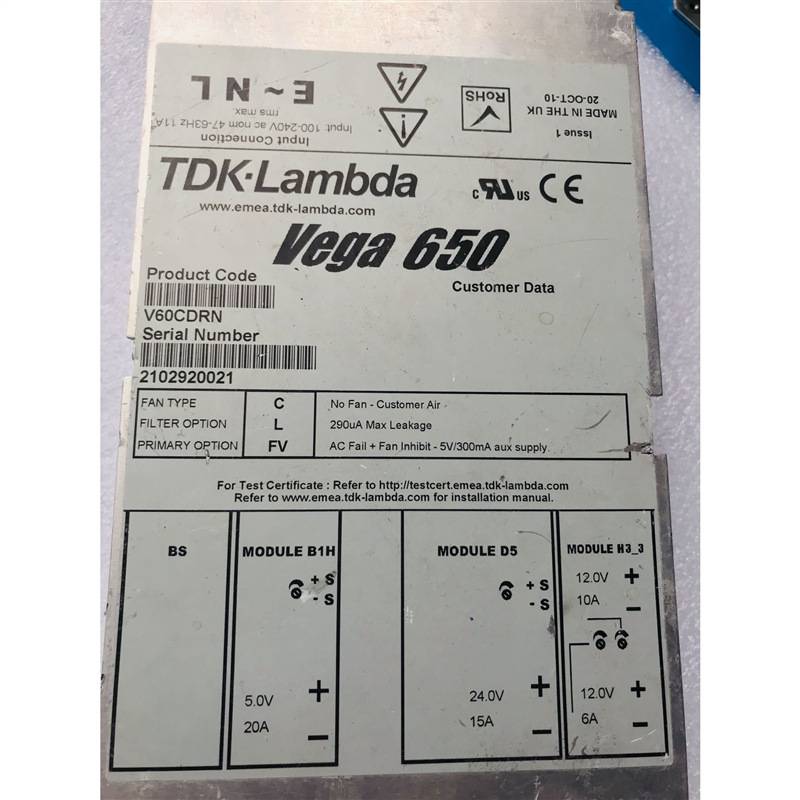 E ~ N L
Input Connection
Input: 100-240V ac nom 47-63Hz 11A
rms max.
RoHS
Issue 1
MADE IN THE UK
20-OCT-10
TDK·Lambda
www.emea.tdk-lambda.com
C RU US CE
Vega 650
Product Code
Customer Data
V60CDRN
Serial Number
2102920021
FAN TYPE C No Fan - Customer Air
FILTER OPTION L 290uA Max Leakage
PRIMARY OPTION FV AC Fail + Fan Inhibit - 5V/300mA aux supply.
For Test Certificate : Refer to http://testcert.emea.tdk-lambda.com
Refer to www.emea.tdk-lambda.com for installation manual.
BS
MODULE B1H
+ S
- S
5.0V +
20A -
MODULE D5
+ S
- S
24.0V +
15A -
MODULE H3_3
12.0V +
10A -
12.0V +
6A -